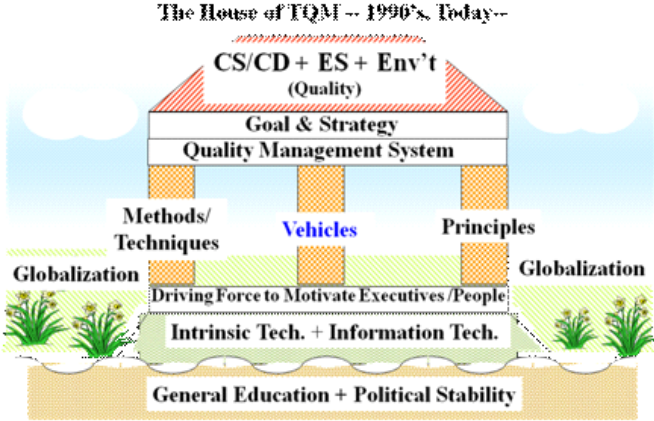 The House of TQM -- 1990's, Today--
CS/CD + ES + Env't
(Quality)
Goal & Strategy
Quality Management System
Methods/
Techniques
Vehicles
Principles
Globalization
Globalization
Driving Force to Motivate Executives /People
Intrinsic Tech. + Information Tech.
General Education + Political Stability